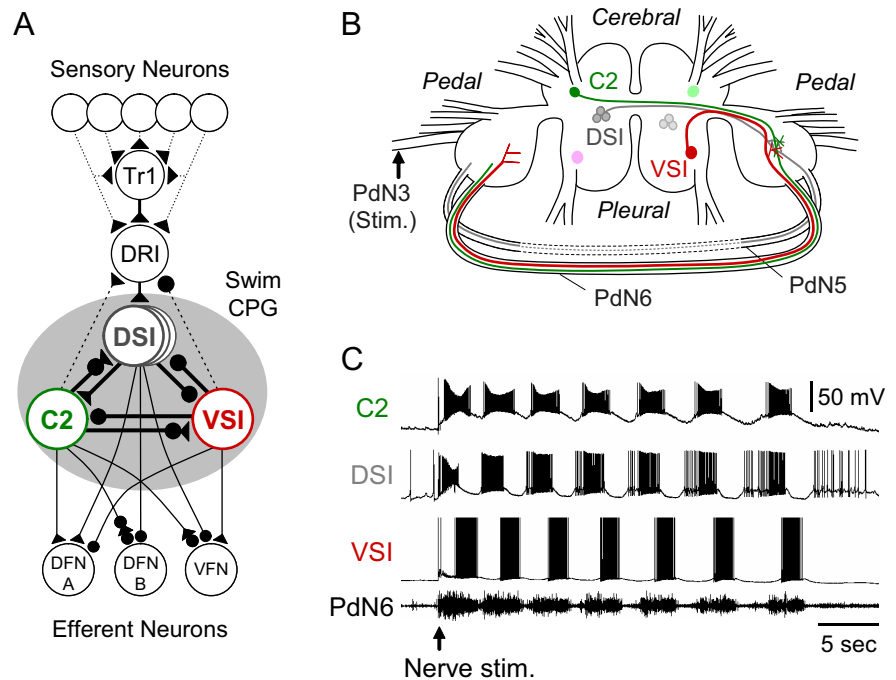 A
Sensory Neurons
Tr1
DRI
Swim
CPG
DSI
C2
VSI
DFN
A
DFN
B
VFN
Efferent Neurons
B
Cerebral
Pedal
C2
Pedal
DSI
VSI
PdN3
(Stim.)
Pleural
PdN5
PdN6
C
C2
50 mV
DSI
VSI
PdN6
5 sec
Nerve stim.